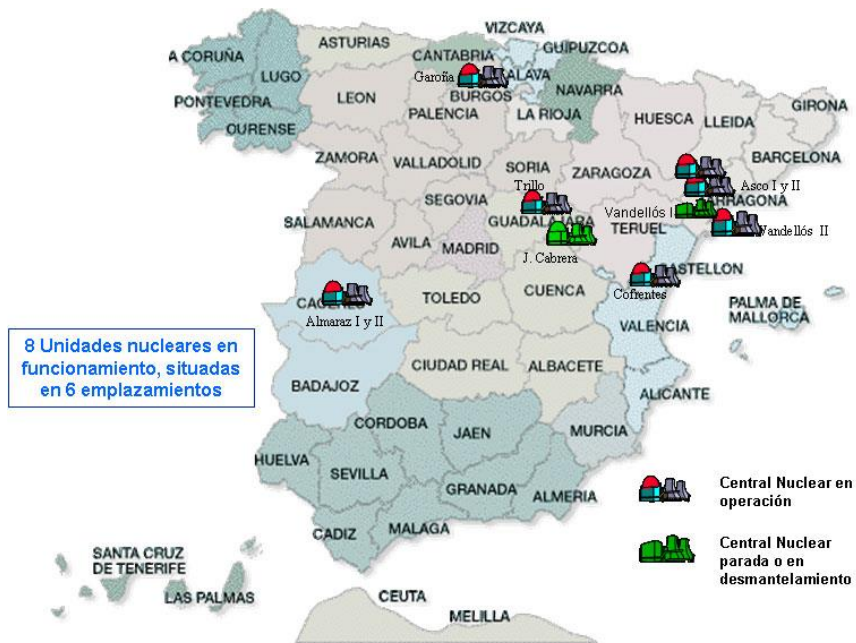 VIZCAYA
ASTURIAS
GUIPUZCOA
CANTABRIA
A CORUÑA
LUGO
Garoña
ALAVA
NAVARRA
PONTEVEDRA
LEON
BURGOS
PALENCIA
LA RIOJA
HUESCA
LLEIDA
GIRONA
OURENSE
ZAMORA
VALLADOLID
SORIA
ZARAGOZA
BARCELONA
Trillo
Asco I y II
SEGOVIA
TARRAGONA
SALAMANCA
GUADALAJARA
Vandellós I
TERUEL
Vandellós II
AVILA
MADRID
J. Cabrera
CASTELLON
CACERES
TOLEDO
CUENCA
Cofrentes
PALMA DE
MALLORCA
Almaraz I y II
VALENCIA
8 Unidades nucleares en
funcionamiento, situadas
en 6 emplazamientos
CIUDAD REAL
ALBACETE
BADAJOZ
ALICANTE
CORDOBA
JAEN
MURCIA
HUELVA
SEVILLA
GRANADA
ALMERIA
CADIZ
MALAGA
Central Nuclear en
operación
Central Nuclear
parada o en
desmantelamiento
SANTA CRUZ
DE TENERIFE
LAS PALMAS
CEUTA
MELILLA